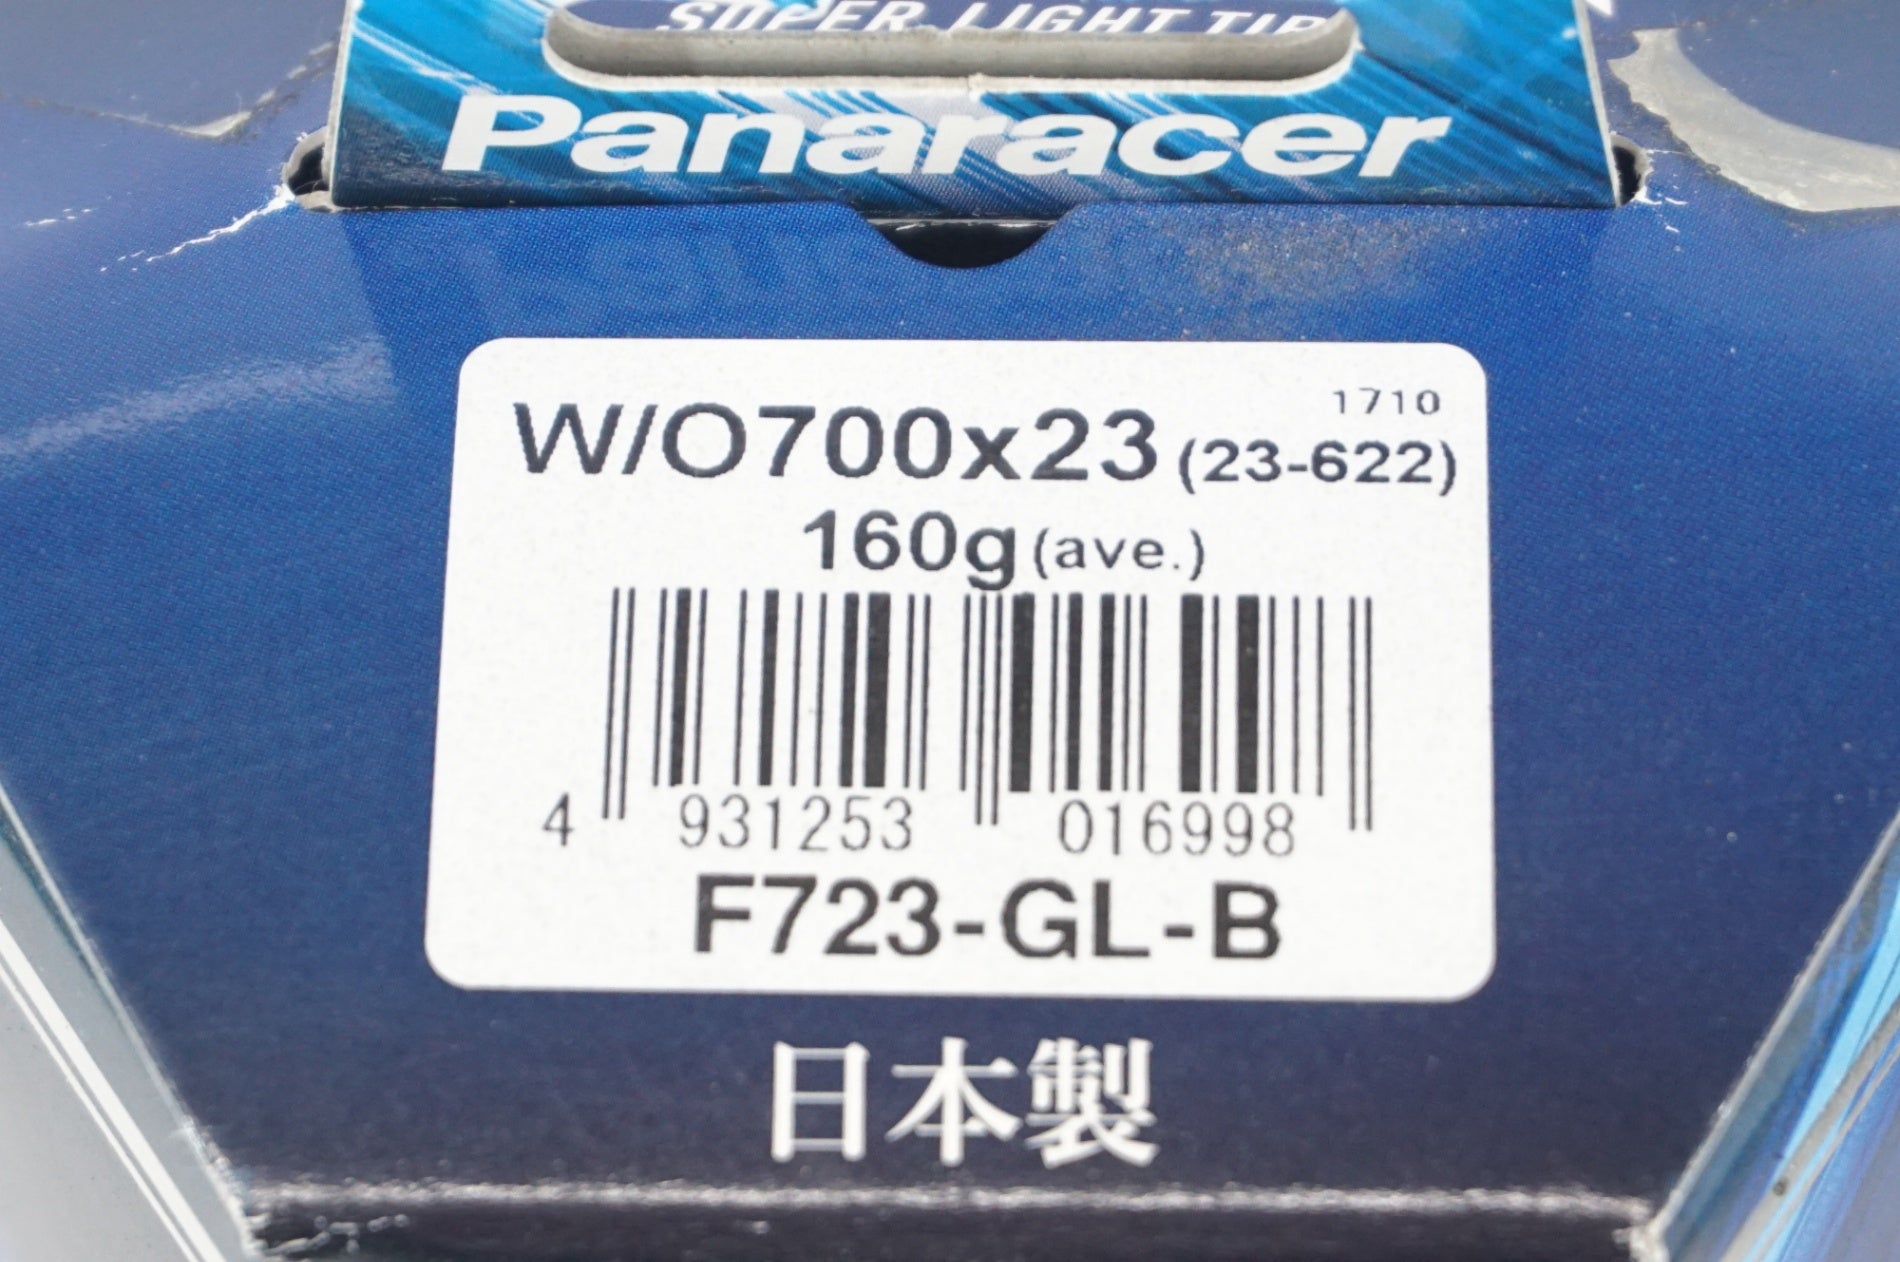 SUPER LIGHT TIR
Panaracer
1710
W/O700x23 (23-622)
160g (ave.)
4 931253 016998
F723-GL-B
日本製